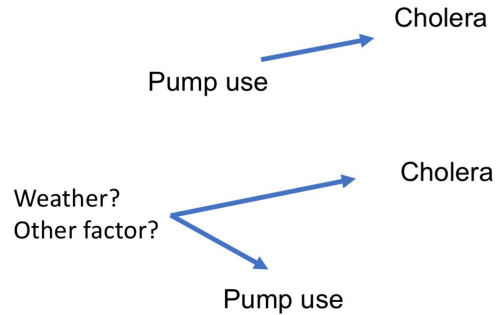 Cholera
Pump use
Cholera
Weather?
Other factor?
Pump use